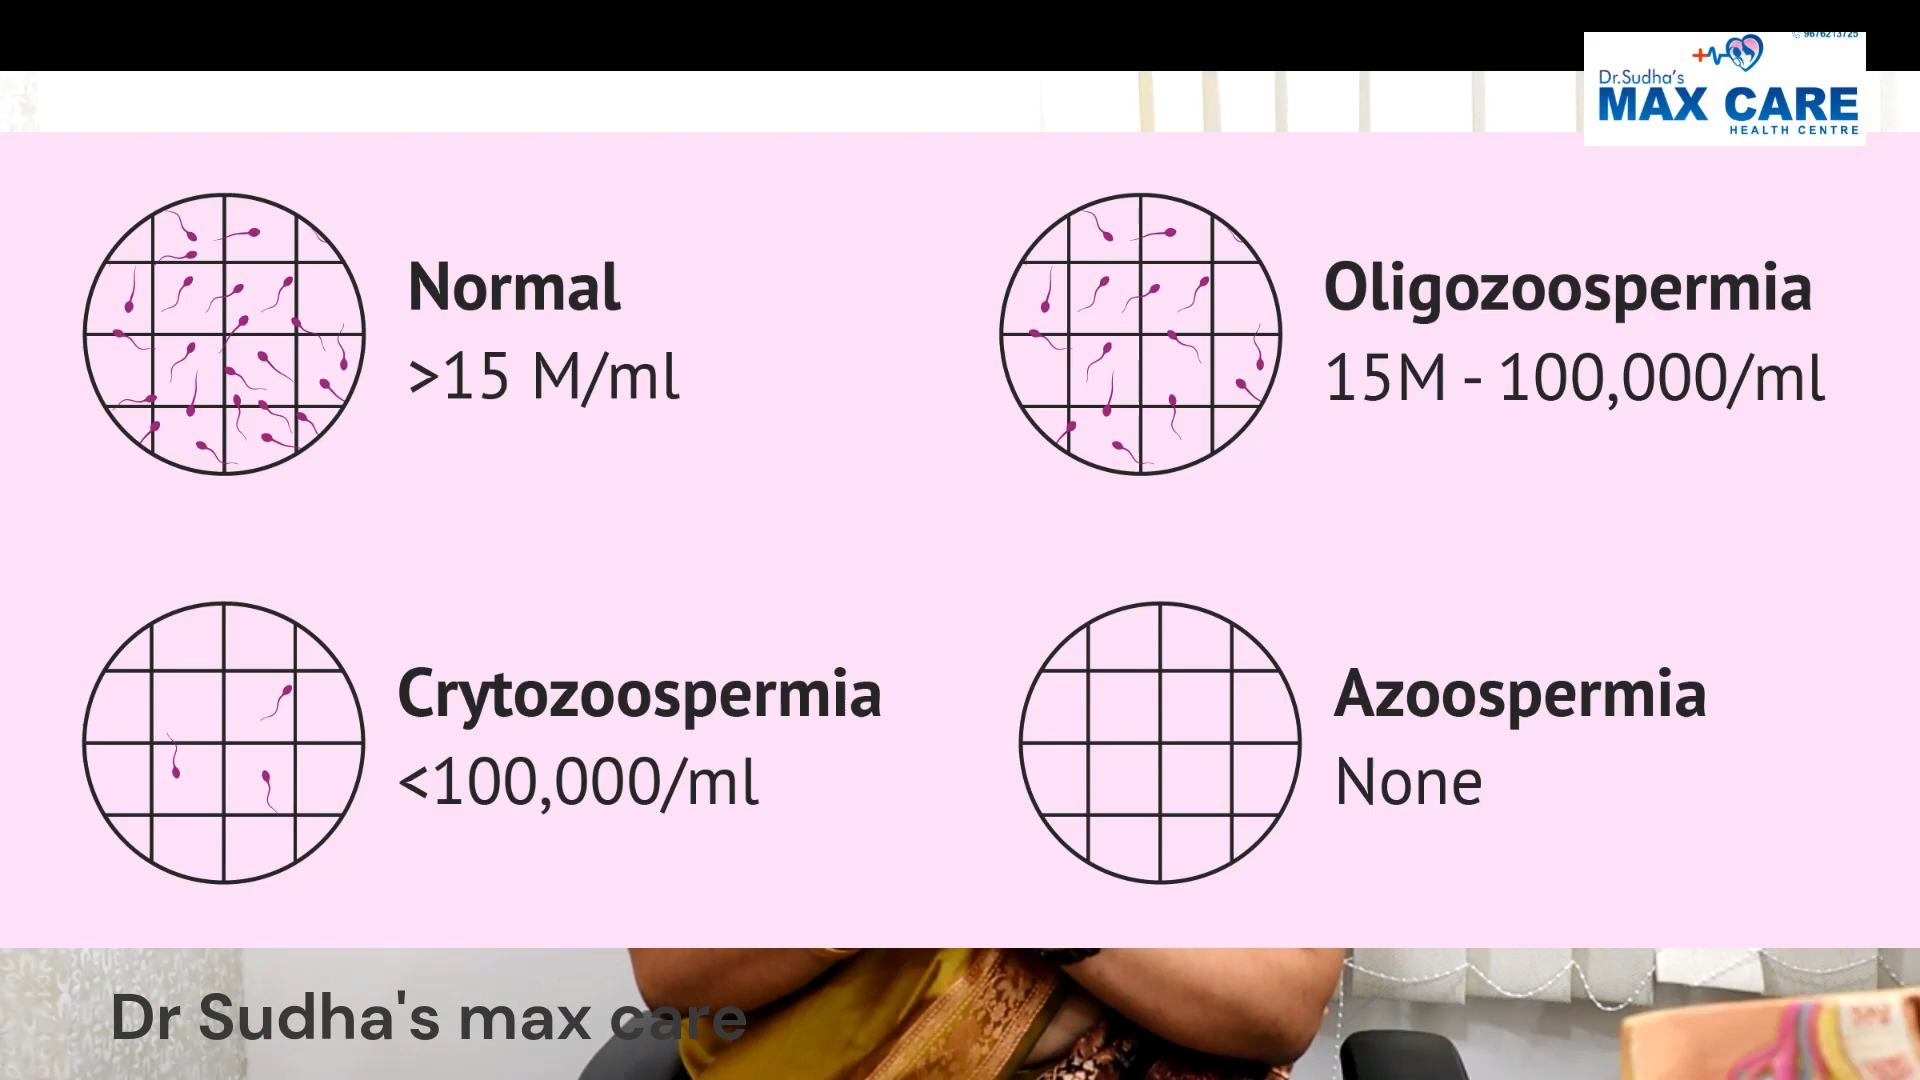 9676213725
Dr.Sudha's
MAX CARE
HEALTH CENTRE
Normal
>15 M/ml
Oligozoospermia
15M - 100,000/ml
Crytozoospermia
<100,000/ml
Azoospermia
None
Dr Sudha's max care